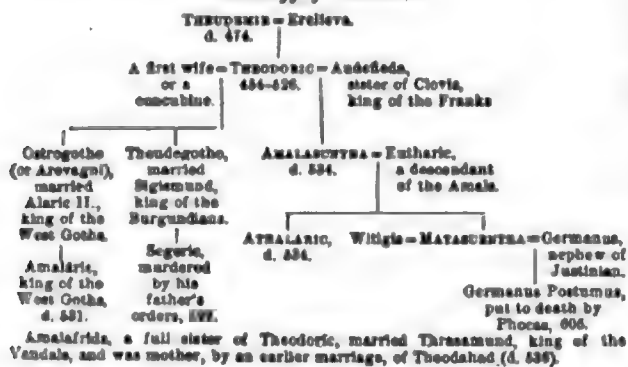 THEUDEMIR = Erelieva.
d. 474.
A first wife = THEODORIC = Audefleda,
or a 454-526. sister of Clovis,
concubine. king of the Franks
Ostrogotho Theudegotho, AMALASUNTHA = Eutharic,
(or Arevagni), married d. 534. a descendant
married Sigismund, of the Amals.
Alaric II., king of the
king of the Burgundians.
West Goths.
Segeric, ATHALARIC, Witigis = MATASUENTHA = Germanus,
Amalaric, murdered d. 534. nephew of
king of the by his Justinian.
West Goths, father's
d. 531. orders, Germanus Postumus,
put to death by
Phocas, 605.
Amalafrida, a full sister of Theodoric, married Thrasamund, king of the
Vandals, and was mother, by an earlier marriage, of Theodahad (d. 536).